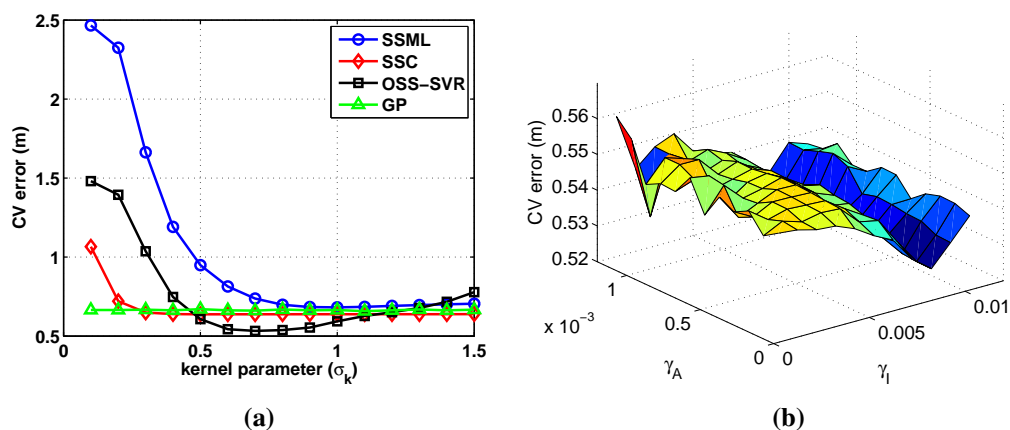 2.5
2
1.5
1
0.5
0
0.5
1
1.5
CV error (m)
kernel parameter (σk)
SSML
SSC
OSS−SVR
GP
(a)
0.56
0.55
0.54
0.53
0.52
CV error (m)
1
0.5
0
x 10⁻³
γA
0
0.005
0.01
γI
(b)